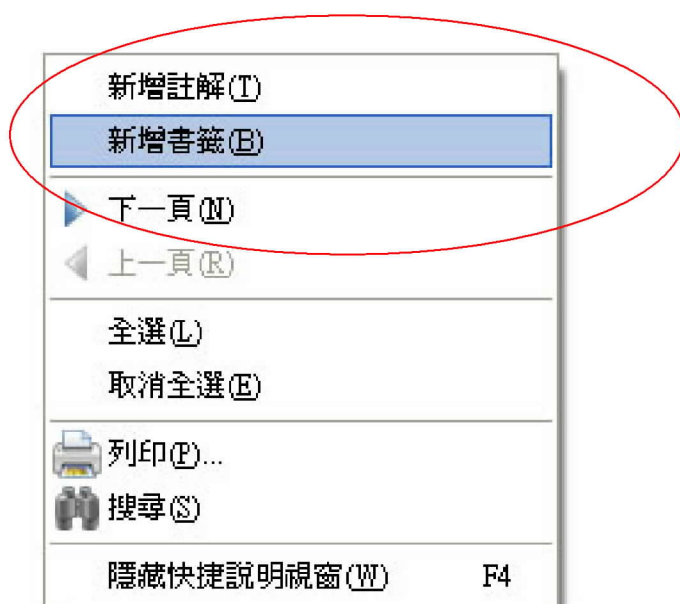 新增註解(T)
新增書籤(B)
下一頁(N)
上一頁(R)
全選(L)
取消全選(E)
列印(P)...
搜尋(S)
隱藏快捷說明視窗(W) F4